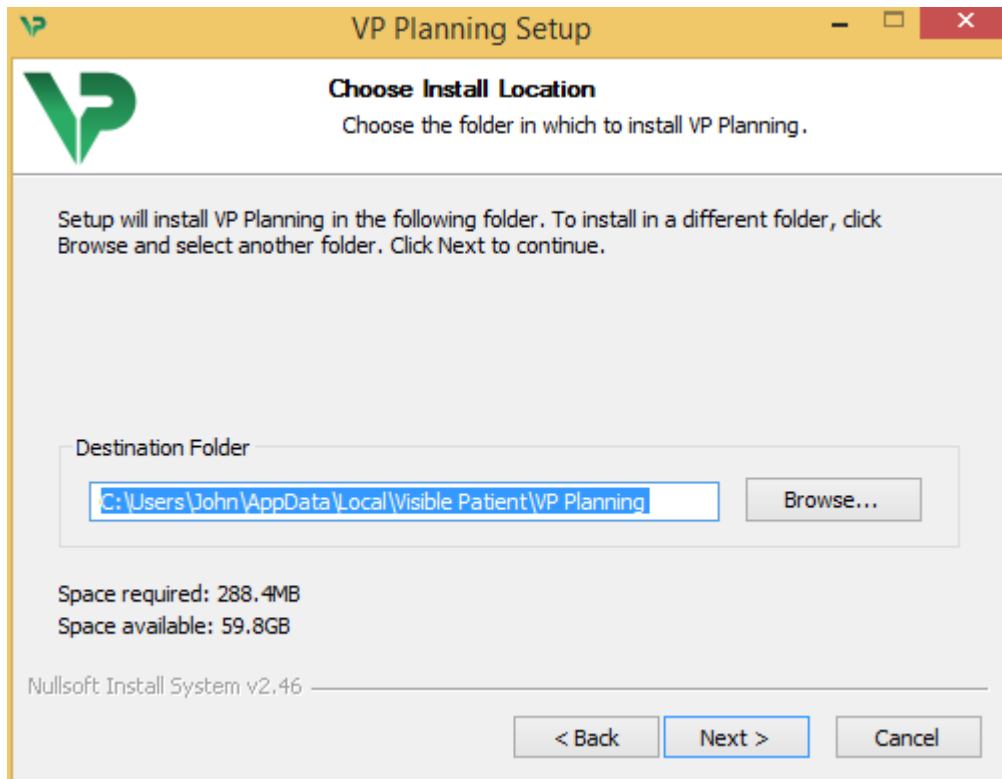 VP Planning Setup
VP
Choose Install Location
Choose the folder in which to install VP Planning.
Setup will install VP Planning in the following folder. To install in a different folder, click
Browse and select another folder. Click Next to continue.
Destination Folder
C:\Users\John\AppData\Local\Visible Patient\VP Planning
Browse...
Space required: 288.4MB
Space available: 59.8GB
Nullsoft Install System v2.46
< Back
Next >
Cancel